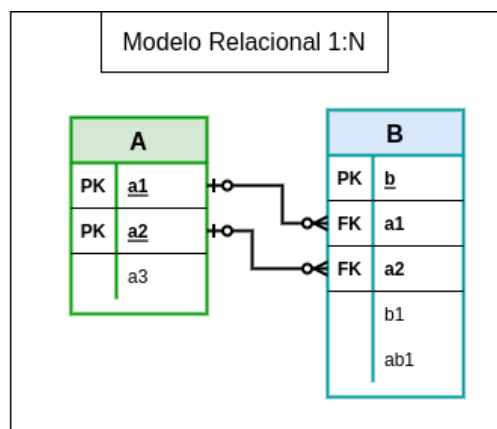 Modelo Relacional 1:N
A
PK a1
PK a2
a3
B
PK b
FK a1
FK a2
b1
ab1